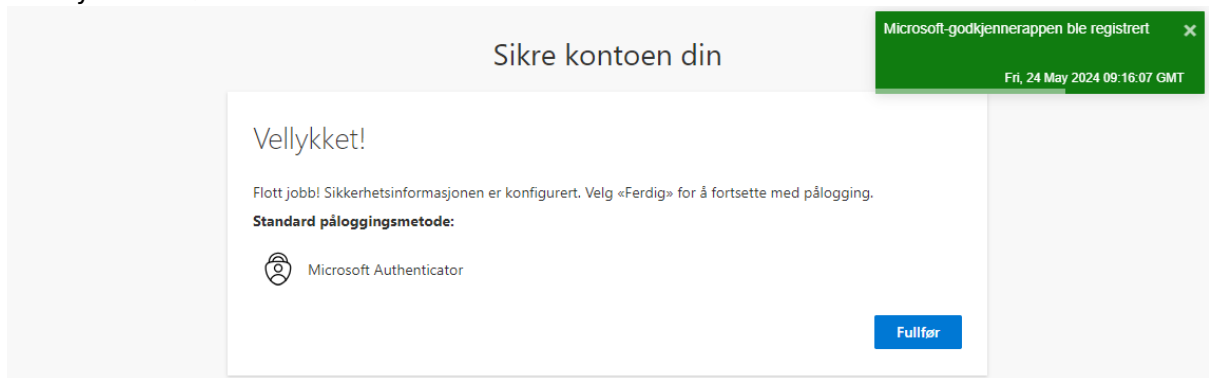 Microsoft-godkjennerappen ble registrert
Fri, 24 May 2024 09:16:07 GMT
Sikre kontoen din
Vellykket!
Flott jobb! Sikkerhetsinformasjonen er konfigurert. Velg «Ferdig» for å fortsette med pålogging.
Standard påloggingsmetode:
Microsoft Authenticator
Fullfør